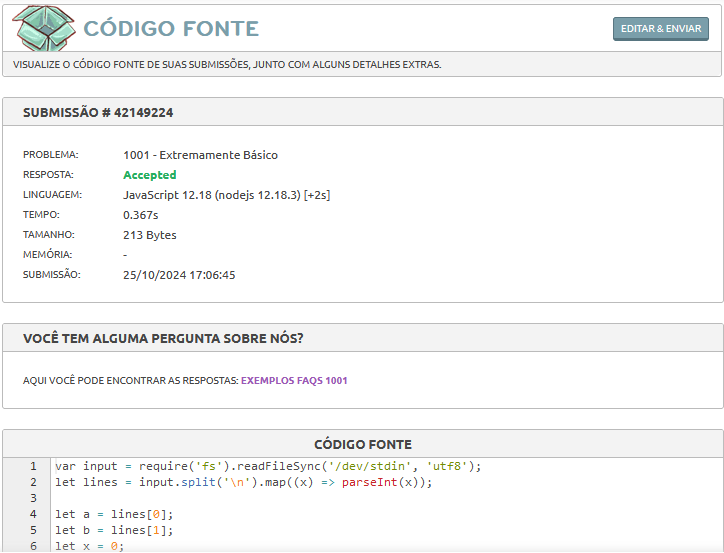 CÓDIGO FONTE
EDITAR & ENVIAR
VISUALIZE O CÓDIGO FONTE DE SUAS SUBMISSÕES, JUNTO COM ALGUNS DETALHES EXTRAS.
SUBMISSÃO # 42149224
PROBLEMA: 1001 - Extremamente Básico
RESPOSTA: Accepted
LINGUAGEM: JavaScript 12.18 (nodejs 12.18.3) [+2s]
TEMPO: 0.367s
TAMANHO: 213 Bytes
MEMÓRIA: -
SUBMISSÃO: 25/10/2024 17:06:45
VOCÊ TEM ALGUMA PERGUNTA SOBRE NÓS?
AQUI VOCÊ PODE ENCONTRAR AS RESPOSTAS: EXEMPLOS FAQS 1001
CÓDIGO FONTE
1 var input = require('fs').readFileSync('/dev/stdin', 'utf8');
2 let lines = input.split('\n').map((x) => parseInt(x));
3
4 let a = lines[0];
5 let b = lines[1];
6 let x = 0;